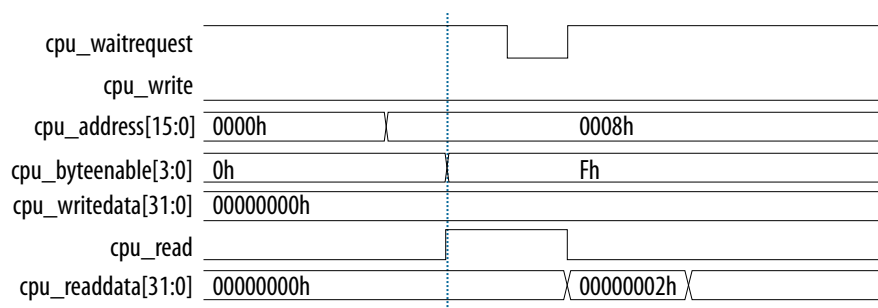 cpu_waitrequest
cpu_write
cpu_address[15:0] 0000h 0008h
cpu_byteenable[3:0] 0h Fh
cpu_writedata[31:0] 00000000h
cpu_read
cpu_readdata[31:0] 00000000h 00000002h